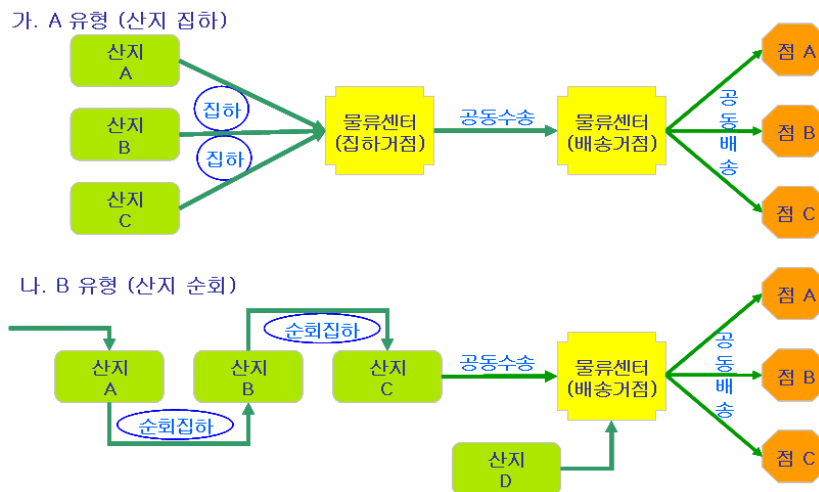 가. A 유형 (산지 집하)
산지
A
산지
B
산지
C
집하
집하
물류센터
(집하거점)
공동수송
물류센터
(배송거점)
공동배송
점 A
점 B
점 C
나. B 유형 (산지 순회)
산지
A
순회집하
산지
B
순회집하
산지
C
공동수송
물류센터
(배송거점)
산지
D
공동배송
점 A
점 B
점 C